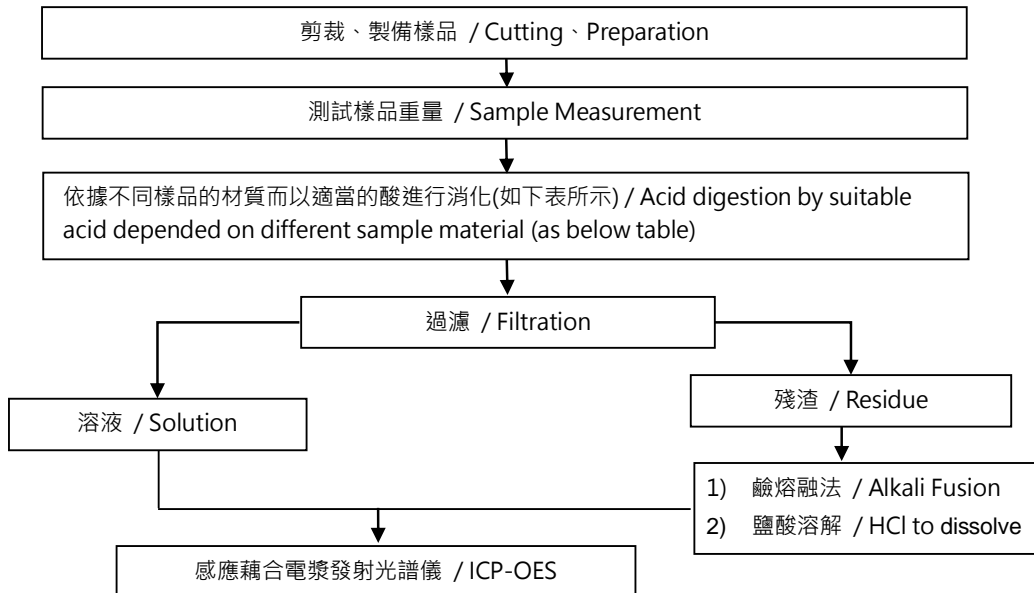 剪裁、製備樣品 / Cutting、Preparation
測試樣品重量 / Sample Measurement
依據不同樣品的材質而以適當的酸進行消化(如下表所示) / Acid digestion by suitable
acid depended on different sample material (as below table)
過濾 / Filtration
溶液 / Solution
殘渣 / Residue
1) 鹼熔融法 / Alkali Fusion
2) 鹽酸溶解 / HCl to dissolve
感應藕合電漿發射光譜儀 / ICP-OES